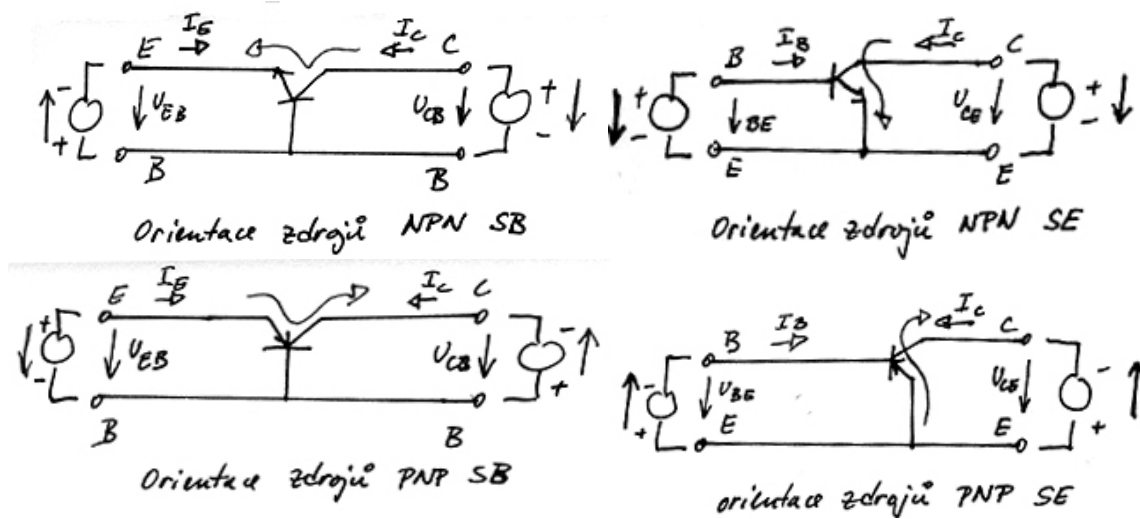 E I_E I_C C
- + U_EB U_CB + -
B B
Orientace zdrojů NPN SB
B I_B I_C C
+ - BE U_CE + -
E E
Orientace zdrojů NPN SE
E I_E I_C C
+ - U_EB U_CB - +
B B
Orientace zdrojů PNP SB
B I_B I_C C
- + U_BE U_CE - +
E E
orientace zdrojů PNP SE